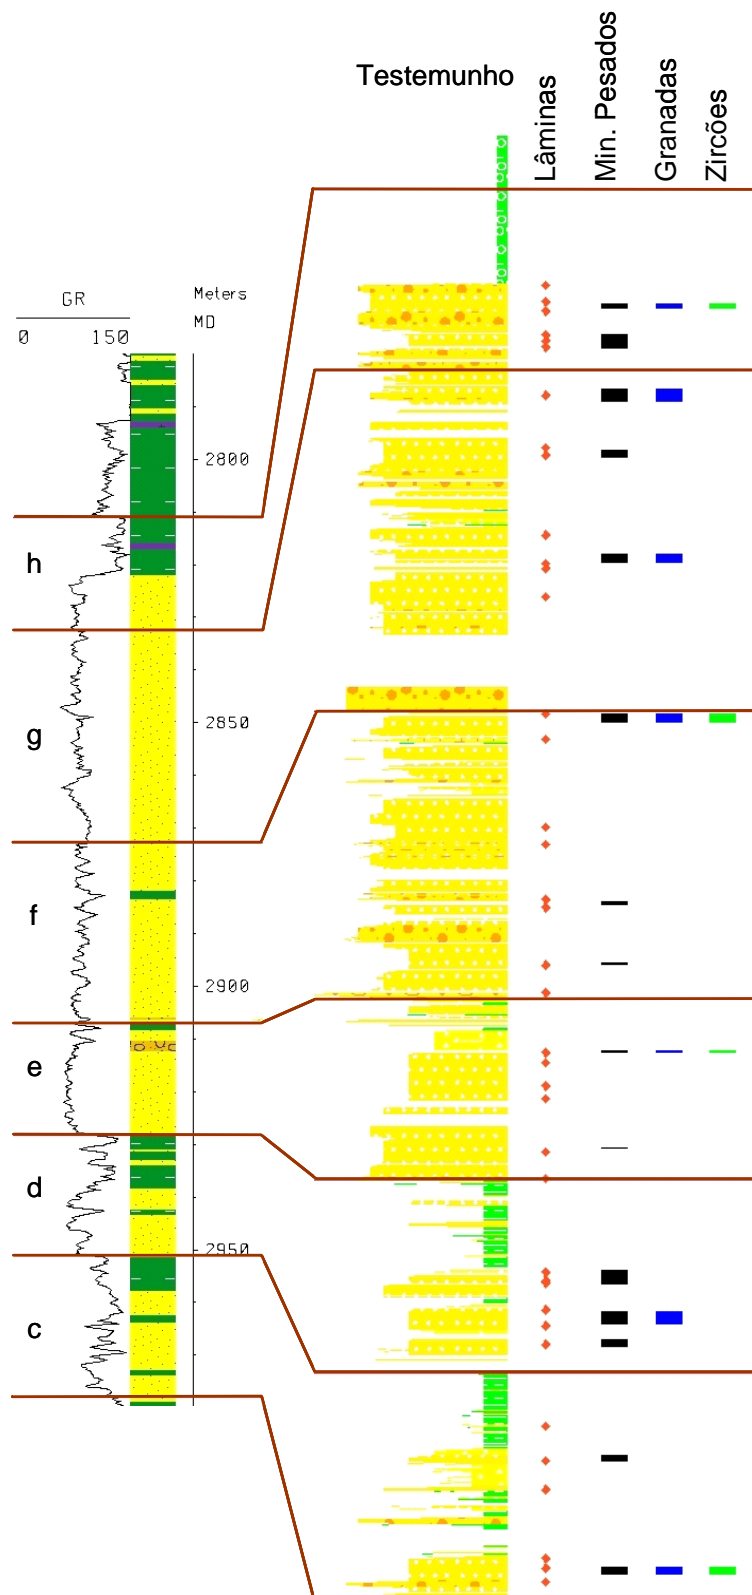 Testemunho
Lâminas
Min. Pesados
Granadas
Zircões
GR
0 150
Meters
MD
2800
h
g
2850
f
2900
e
d
2950
c